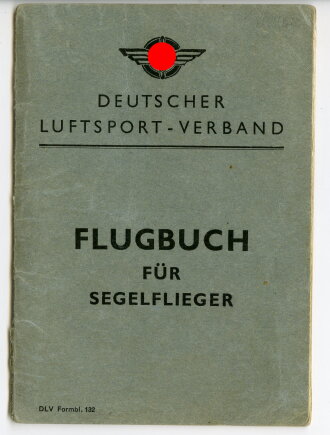 DEUTSCHER
LUFTSPORT-VERBAND
FLUGBUCH
FÜR
SEGELFLIEGER
DLV Formbl. 132